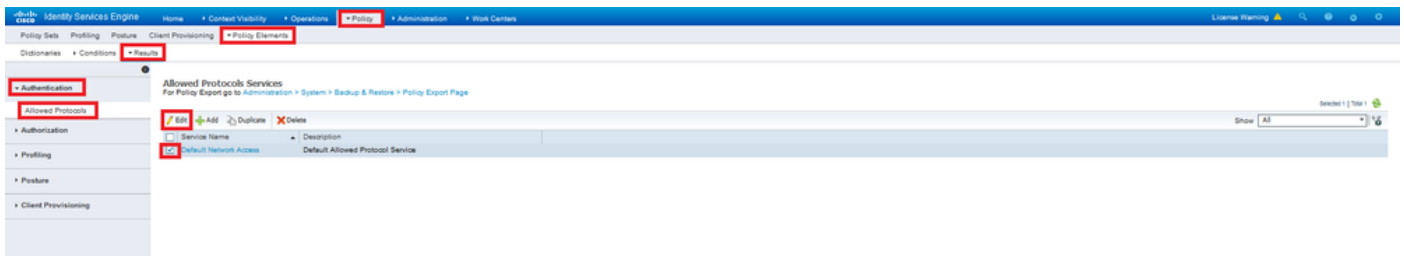 cisco Identity Services Engine Home Context Visibility Operations Policy Administration Work Centers License Warning
Policy Sets Profiling Posture Client Provisioning Policy Elements
Dictionaries Conditions Results
Authentication
Allowed Protocols
Authorization
Profiling
Posture
Client Provisioning
Allowed Protocols Services
For Policy Export go to Administration > System > Backup & Restore > Policy Export Page
Selected 1 | Total 1
Edit Add Duplicate Delete Show All
Service Name Description
Default Network Access Default Allowed Protocol Service